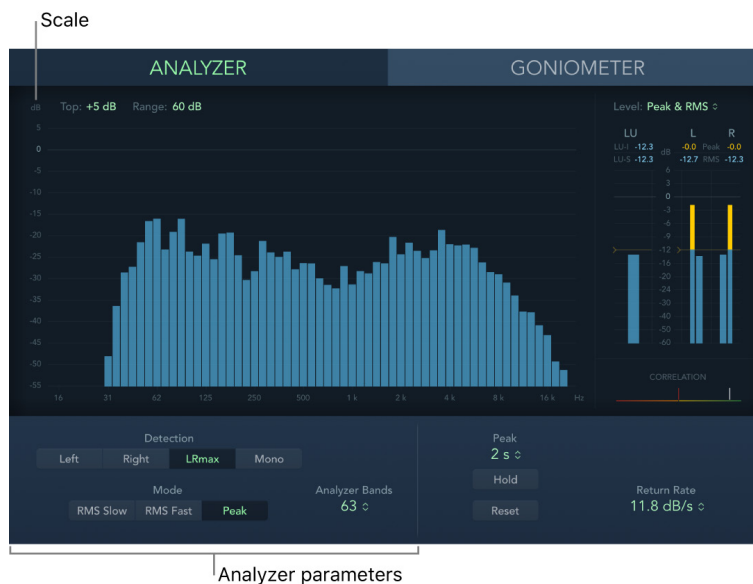 Scale
ANALYZER GONIOMETER
dB Top: +5 dB Range: 60 dB Level: Peak & RMS
LU L R
LU-I -12.3 -0.0 Peak -0.0
LU-S -12.3 dB -12.7 RMS -12.3
5
0
-5
-10
-15
-20
-25
-30
-35
-40
-45
-50
-55
6
3
0
-3
-6
-9
-12
-16
-20
-24
-30
-40
-50
-60
16 31 62 125 250 500 1 k 2 k 4 k 8 k 16 k Hz
CORRELATION
Detection
Left Right LRmax Mono
Mode
RMS Slow RMS Fast Peak
Analyzer Bands
63
Peak
2 s
Hold
Reset
Return Rate
11.8 dB/s
Analyzer parameters